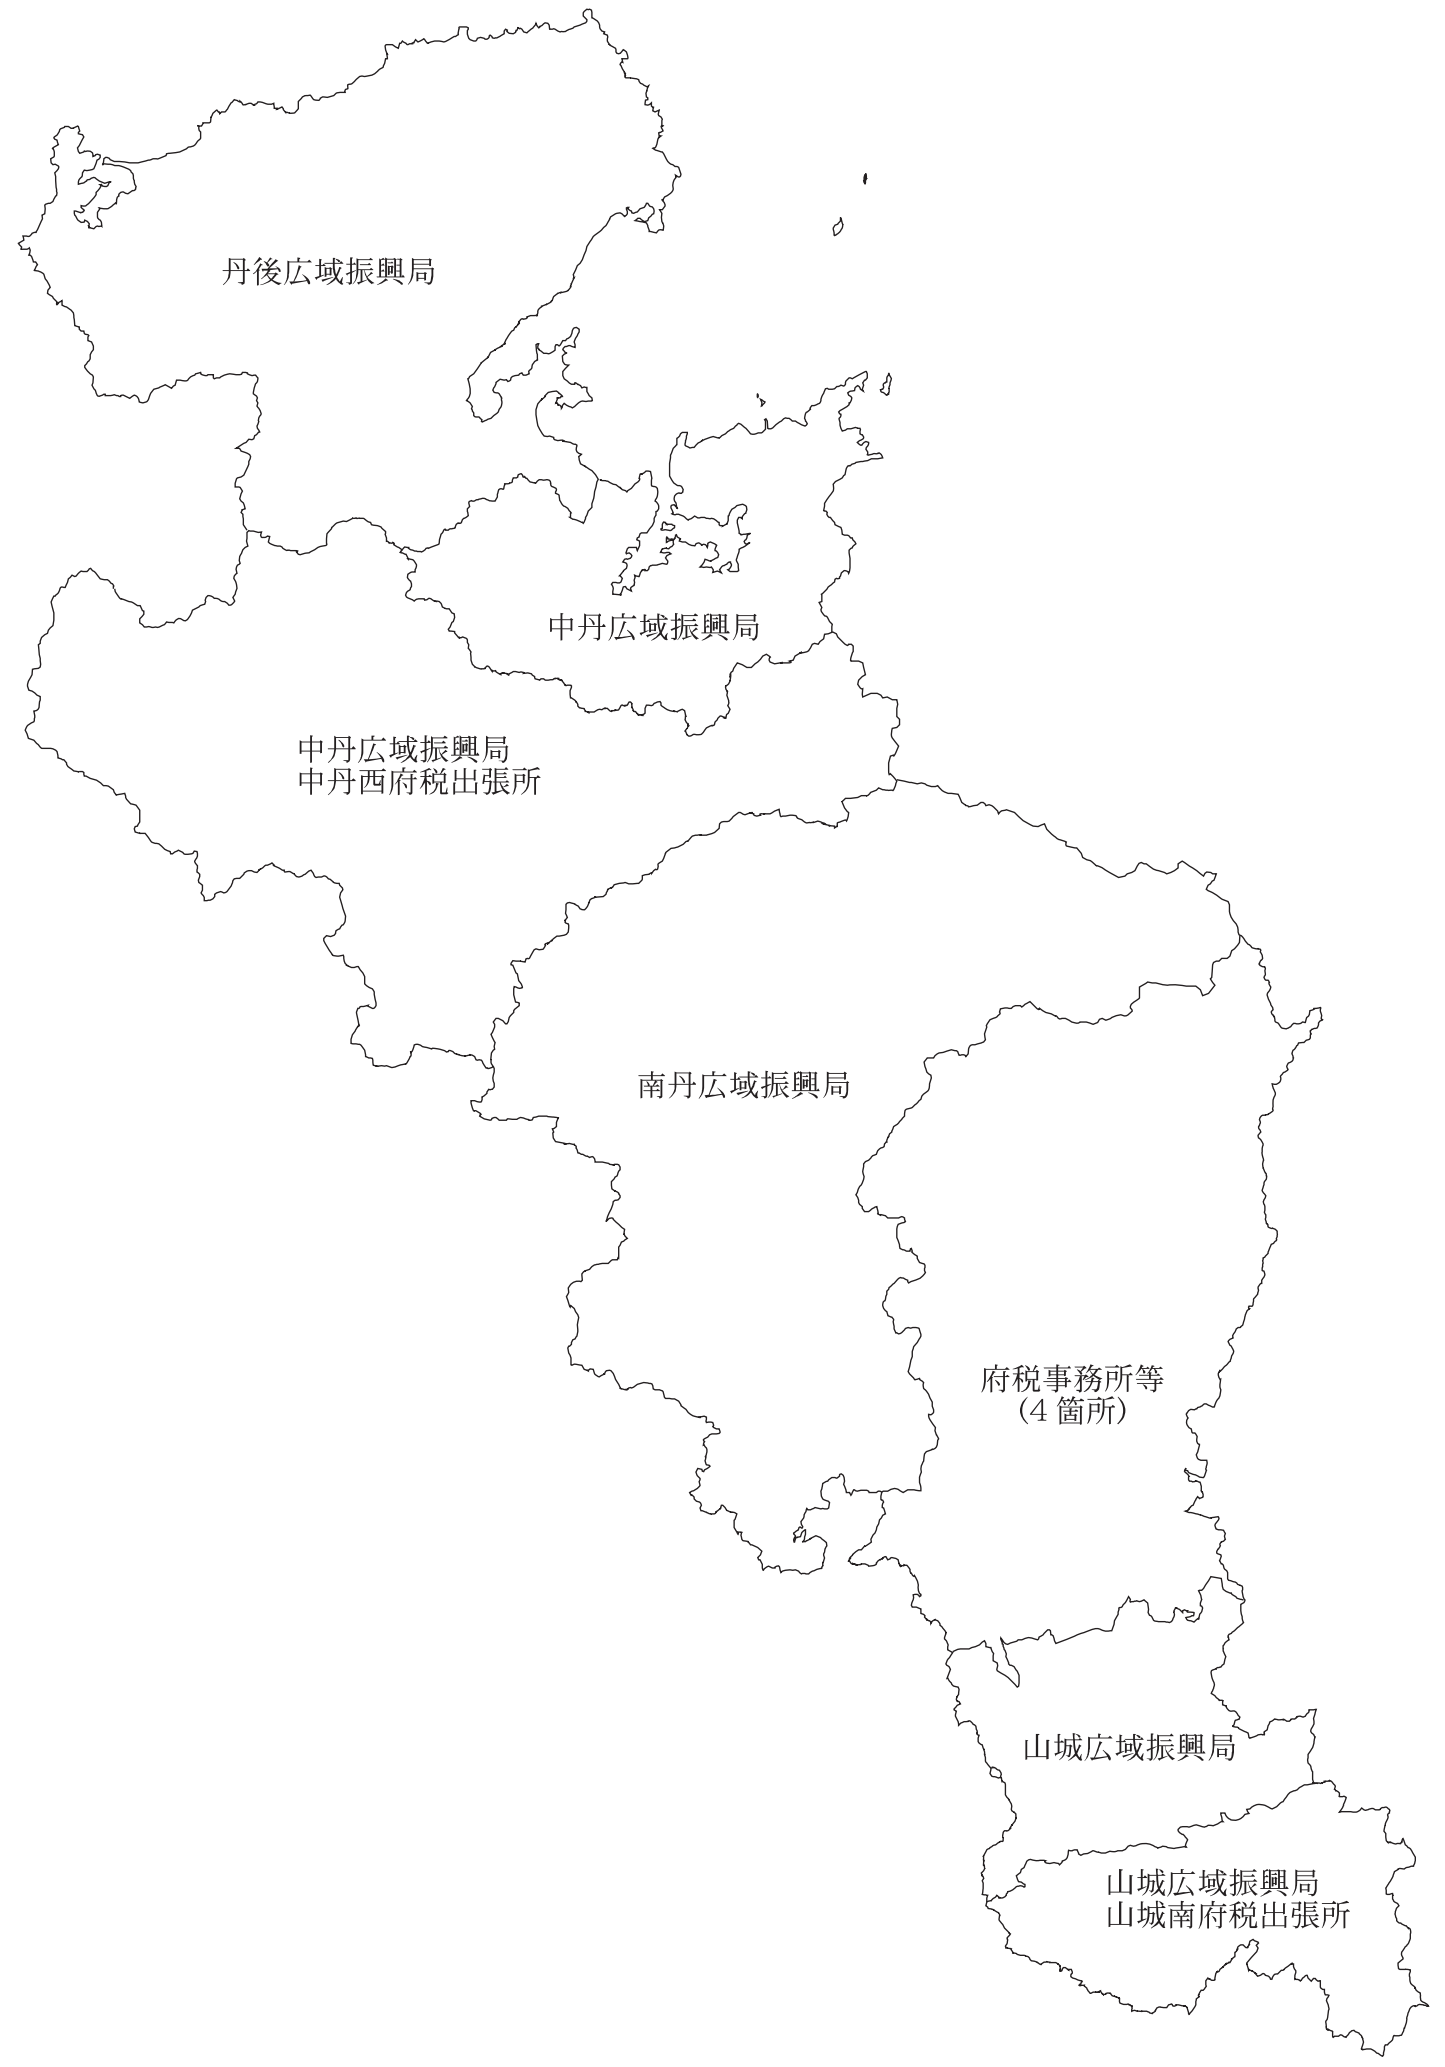 丹後広域振興局
中丹広域振興局
中丹広域振興局
中丹西府税出張所
南丹広域振興局
府税事務所等
(4箇所)
山城広域振興局
山城広域振興局
山城南府税出張所